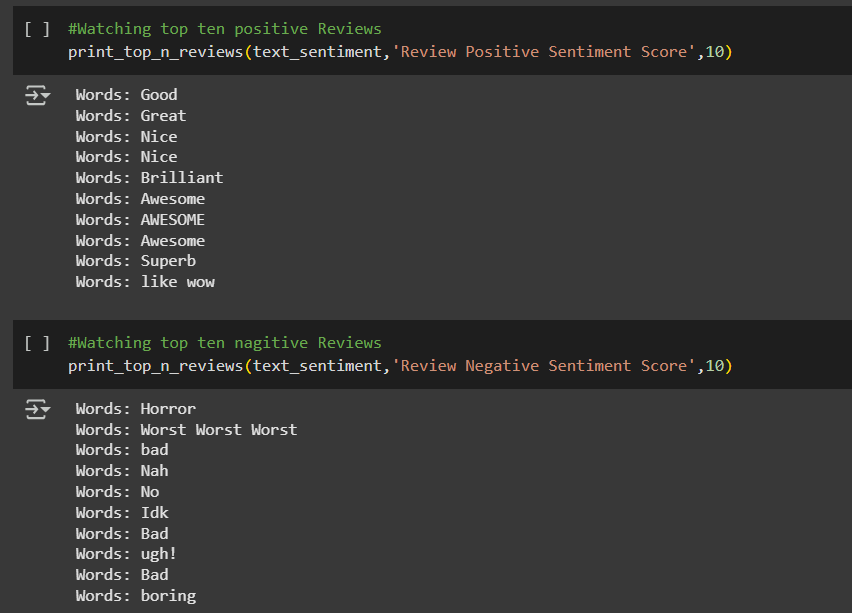 [ ] #Watching top ten positive Reviews
print_top_n_reviews(text_sentiment,'Review Positive Sentiment Score',10)
Words: Good
Words: Great
Words: Nice
Words: Nice
Words: Brilliant
Words: Awesome
Words: AWESOME
Words: Awesome
Words: Superb
Words: like wow
[ ] #Watching top ten nagitive Reviews
print_top_n_reviews(text_sentiment,'Review Negative Sentiment Score',10)
Words: Horror
Words: Worst Worst Worst
Words: bad
Words: Nah
Words: No
Words: Idk
Words: Bad
Words: ugh!
Words: Bad
Words: boring